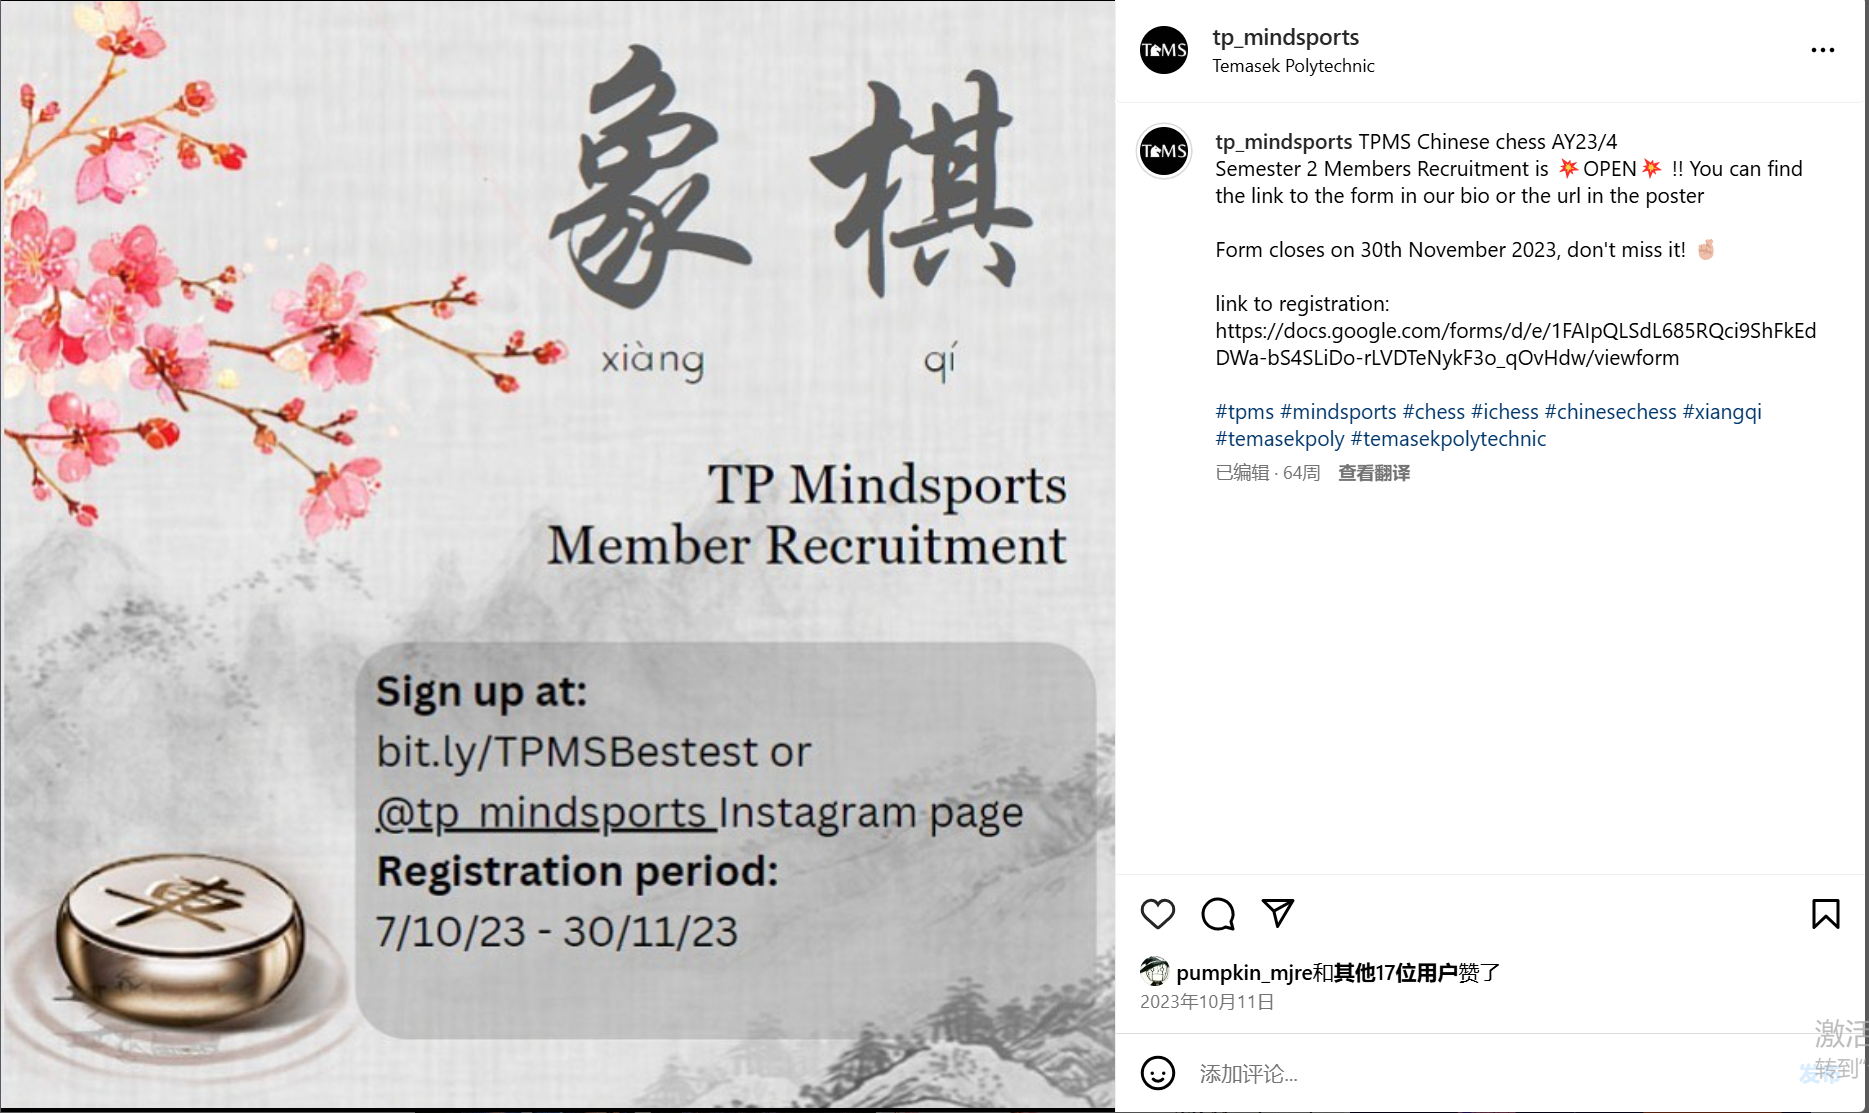 象棋
xiàng qí
TP Mindsports
Member Recruitment
Sign up at:
bit.ly/TPMSBestest or
@tp_mindsports Instagram page
Registration period:
7/10/23 - 30/11/23
TPMS
tp_mindsports
Temasek Polytechnic
TPMS
tp_mindsports TPMS Chinese chess AY23/4
Semester 2 Members Recruitment is 💥OPEN💥 !! You can find
the link to the form in our bio or the url in the poster
Form closes on 30th November 2023, don't miss it! 🤞🏻
link to registration:
https://docs.google.com/forms/d/e/1FAIpQLSdL685RQci9ShFkEd
DWa-bS4SLiDo-rLVDTeNykF3o_qOvHdw/viewform
#tpms #mindsports #chess #ichess #chinesechess #xiangqi
#temasekpoly #temasekpolytechnic
已编辑 · 64周 查看翻译
pumpkin_mjre和其他17位用户赞了
2023年10月11日
添加评论...
发布
激活
转到"